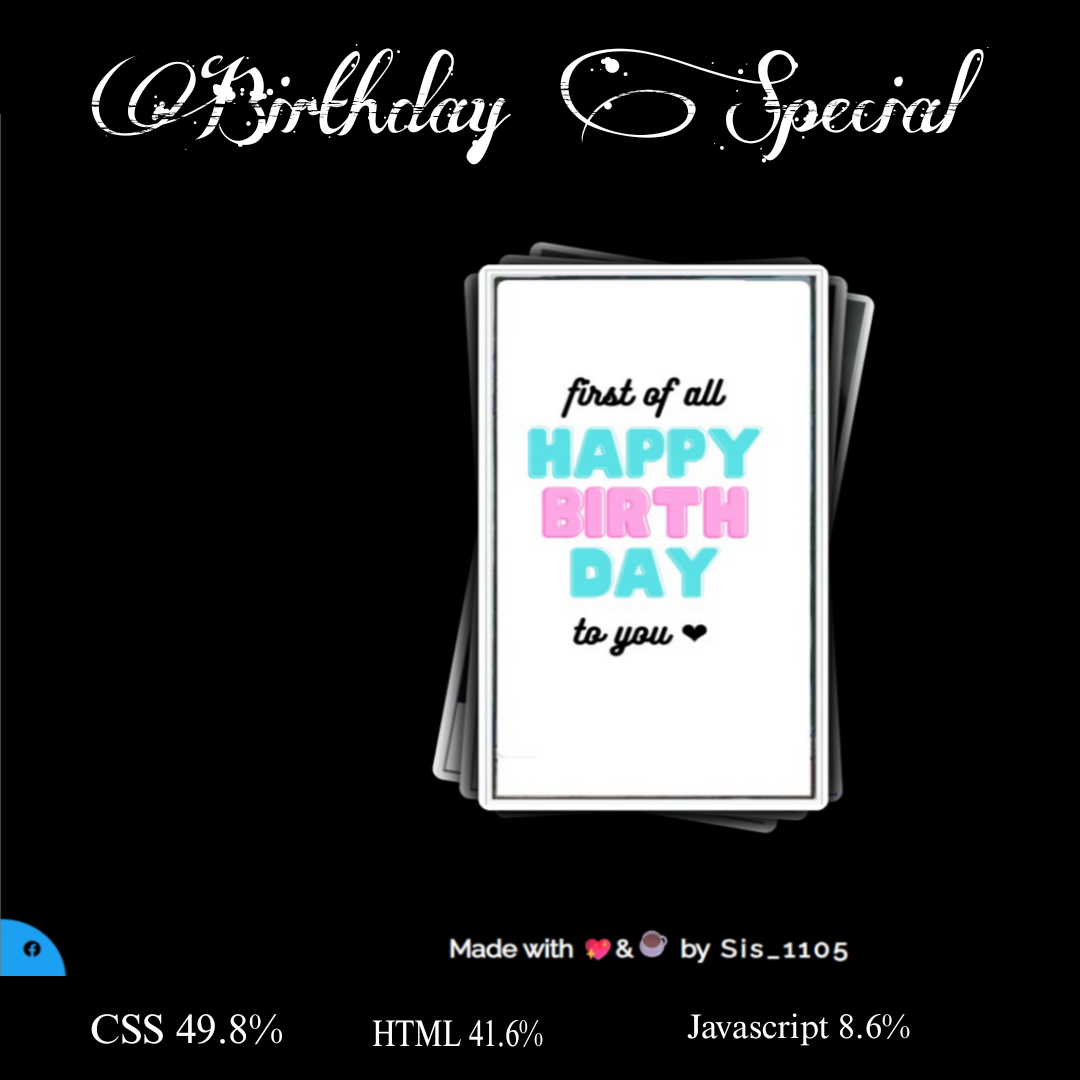 Birthday Special
first of all
HAPPY
BIRTH
DAY
to you ❤
Made with 💖 & ☕ by Sis_1105
CSS 49.8%
HTML 41.6%
Javascript 8.6%